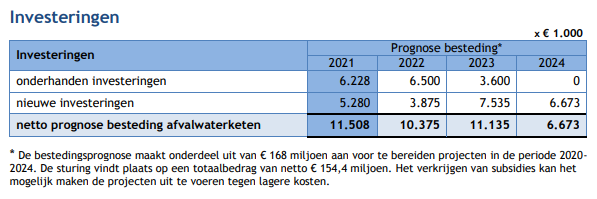 Investeringen
x € 1.000
Investeringen Prognose besteding*
2021 2022 2023 2024
onderhanden investeringen 6.228 6.500 3.600 0
nieuwe investeringen 5.280 3.875 7.535 6.673
netto prognose besteding afvalwaterketen 11.508 10.375 11.135 6.673
* De bestedingsprognose maakt onderdeel uit van € 168 miljoen aan voor te bereiden projecten in de periode 2020-
2024. De sturing vindt plaats op een totaalbedrag van netto € 154,4 miljoen. Het verkrijgen van subsidies kan het
mogelijk maken de projecten uit te voeren tegen lagere kosten.